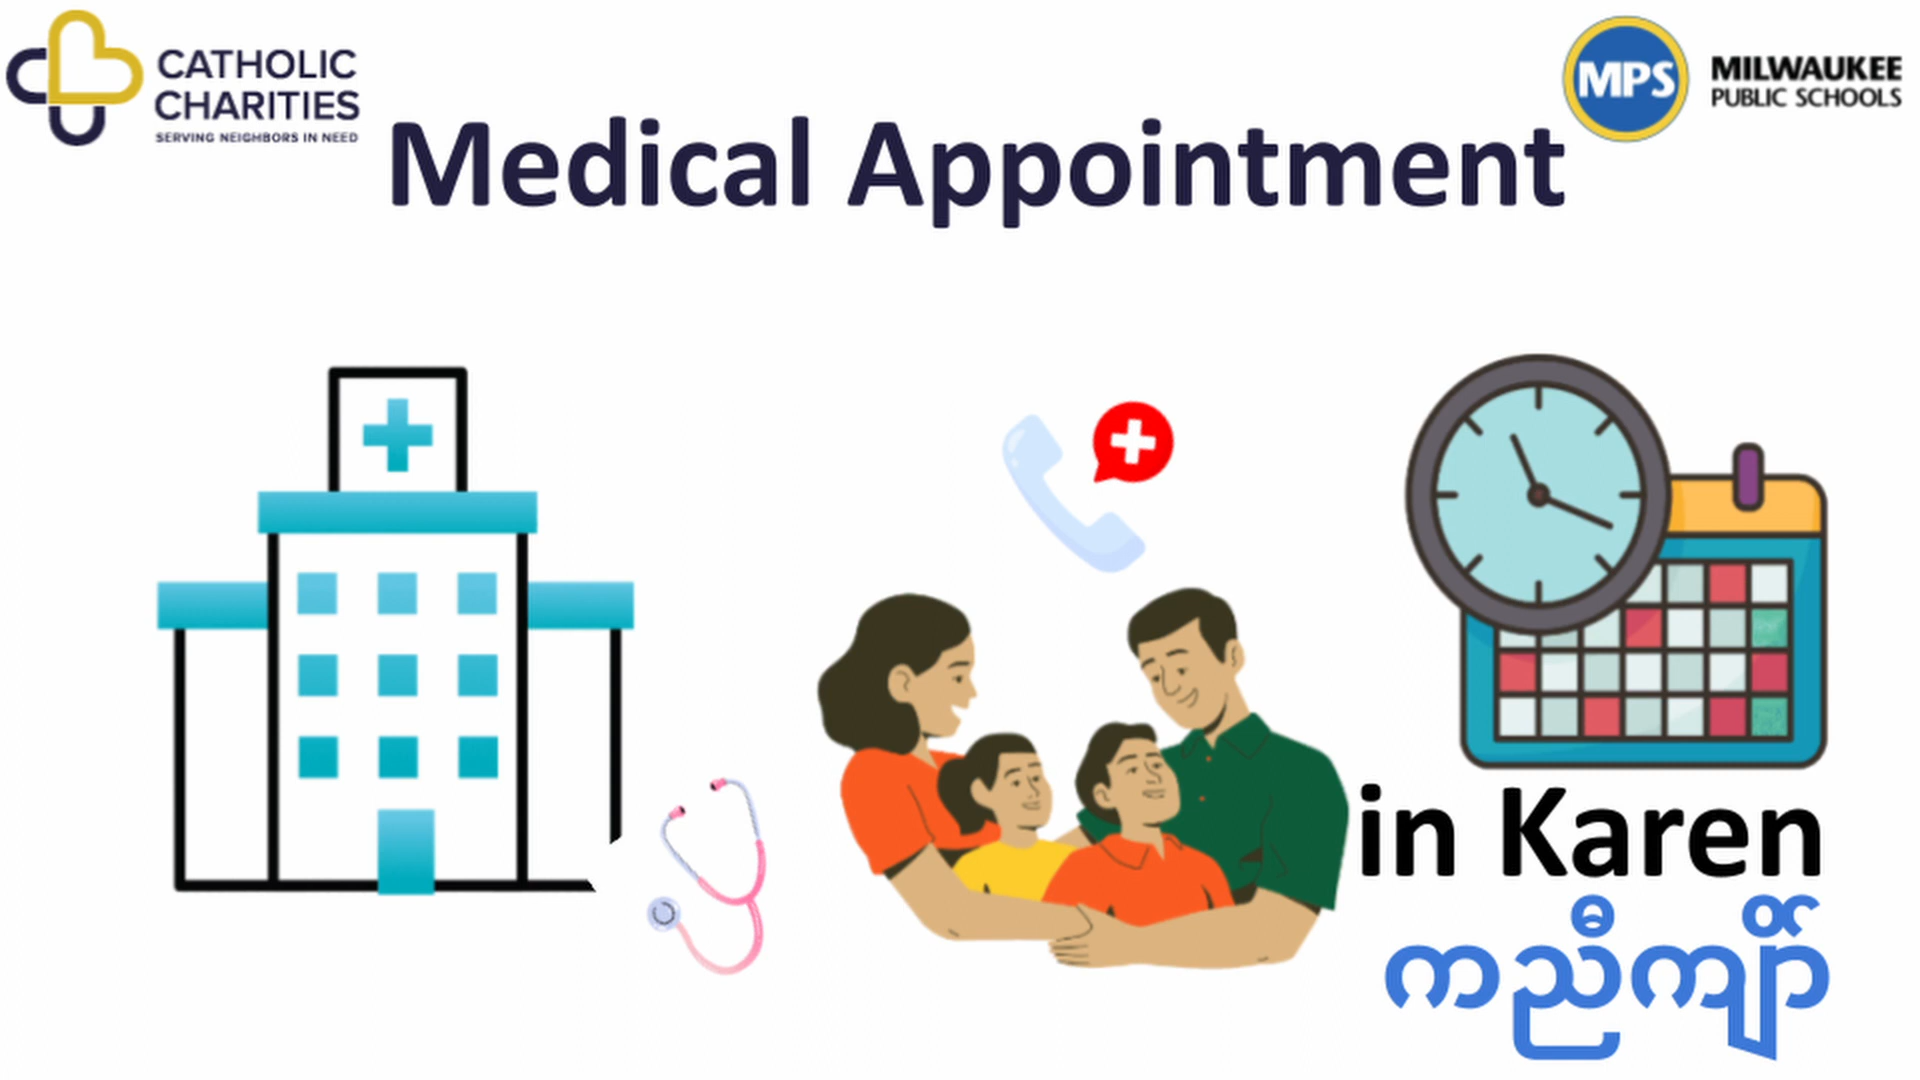 CATHOLIC
CHARITIES
SERVING NEIGHBORS IN NEED
MPS
MILWAUKEE
PUBLIC SCHOOLS
Medical Appointment
in Karen
ကညီကျိာ်